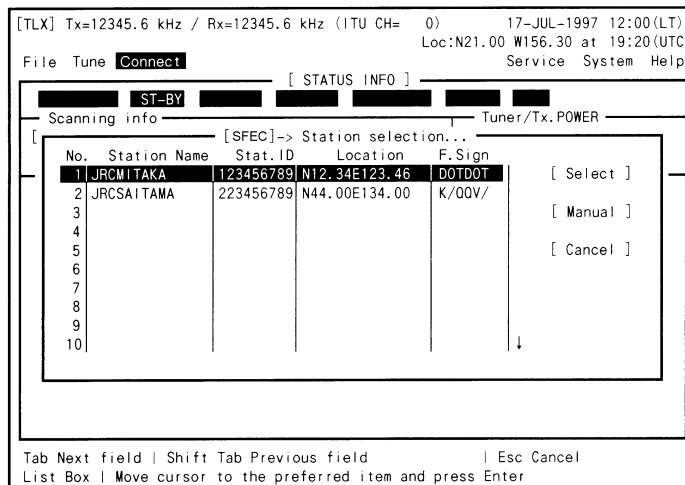 [TLX] Tx=12345.6 kHz / Rx=12345.6 kHz (ITU CH= 0) 17-JUL-1997 12:00(LT)
Loc:N21.00 W156.30 at 19:20(UTC
File Tune Connect Service System Help
[ STATUS INFO ]
ST-BY
Scanning info Tuner/Tx.POWER
[ [SFEC]-> Station selection...
No. Station Name Stat.ID Location F.Sign
1 JRCMITAKA 123456789 N12.34E123.46 DOTDOT [ Select ]
2 JRCSAITAMA 223456789 N44.00E134.00 K/QQV/
3 [ Manual ]
4
5 [ Cancel ]
6
7
8
9
10 ↓
Tab Next field | Shift Tab Previous field | Esc Cancel
List Box | Move cursor to the preferred item and press Enter